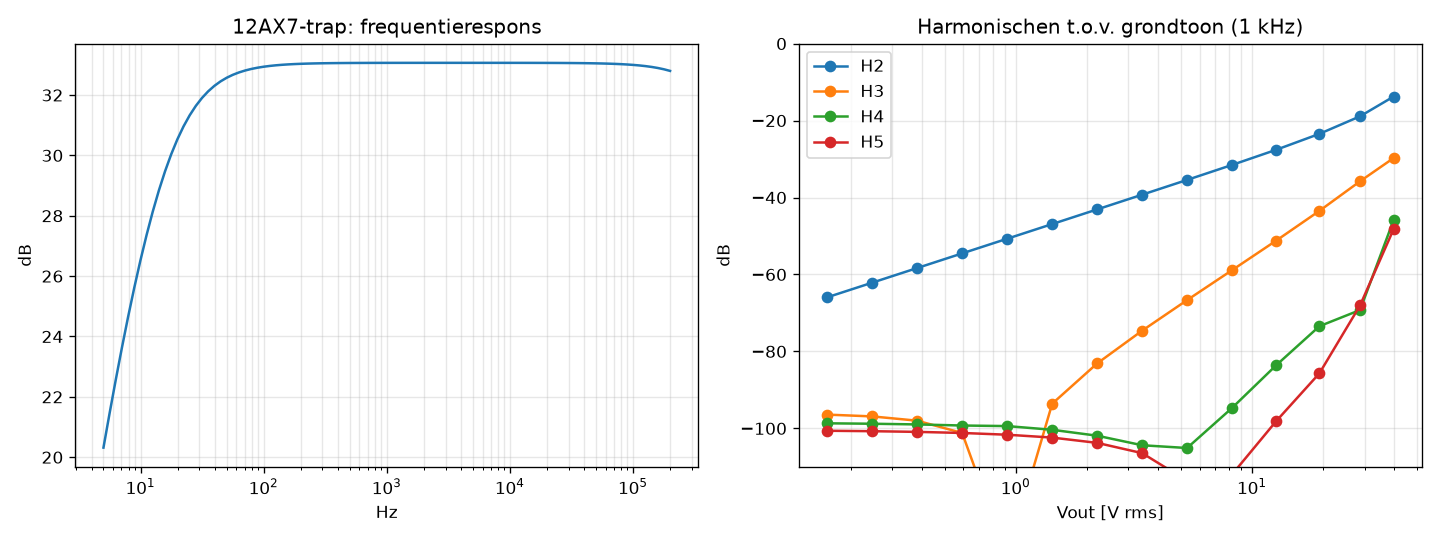 12AX7-trap: frequentierespons
dB
32
30
28
26
24
22
20
10¹
10²
10³
10⁴
10⁵
Hz
Harmonischen t.o.v. grondtoon (1 kHz)
H2
H3
H4
H5
dB
0
−20
−40
−60
−80
−100
10⁰
10¹
Vout [V rms]